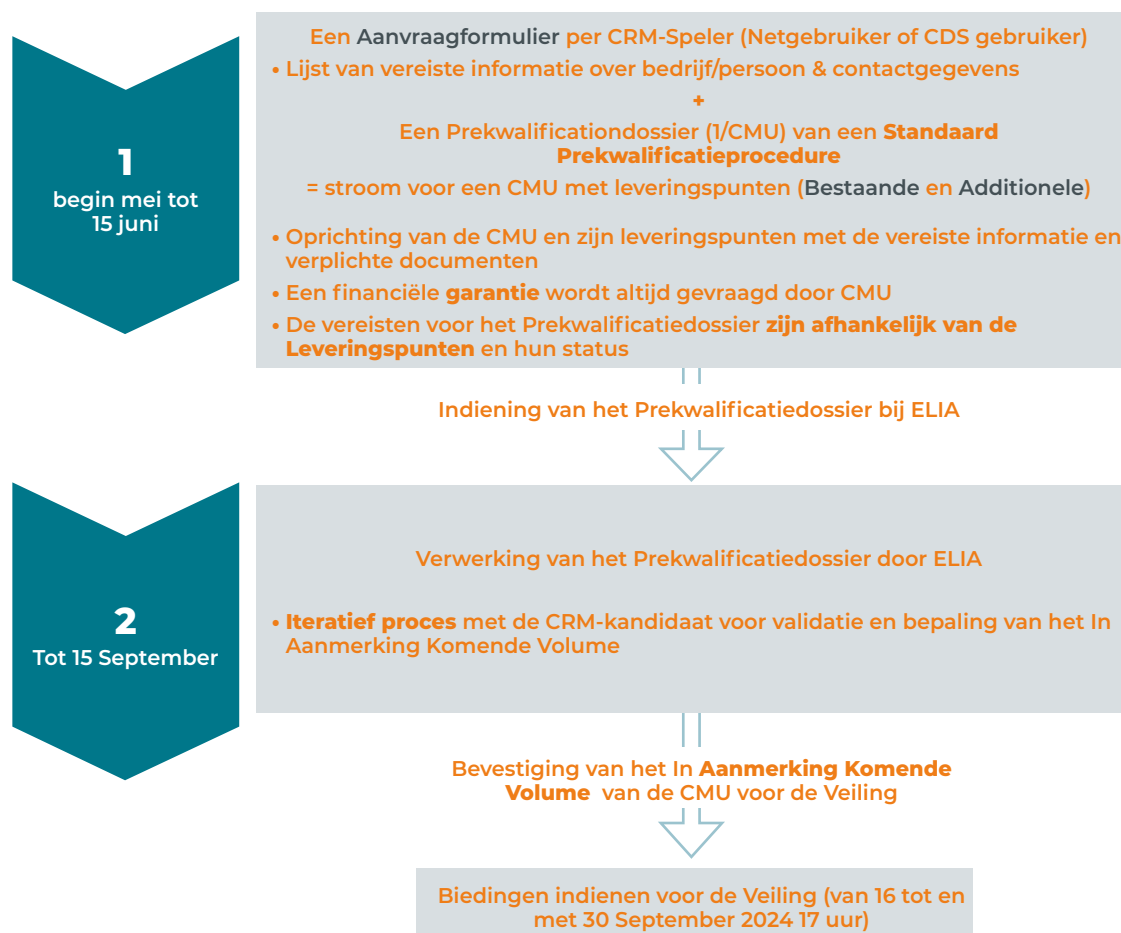 1
begin mei tot
15 juni
Een Aanvraagformulier per CRM-Speler (Netgebruiker of CDS gebruiker)
• Lijst van vereiste informatie over bedrijf/persoon & contactgegevens
+
Een Prekwalificationdossier (1/CMU) van een Standaard
Prekwalificatieprocedure
= stroom voor een CMU met leveringspunten (Bestaande en Additionele)
• Oprichting van de CMU en zijn leveringspunten met de vereiste informatie en
verplichte documenten
• Een financiële garantie wordt altijd gevraagd door CMU
• De vereisten voor het Prekwalificatiedossier zijn afhankelijk van de
Leveringspunten en hun status
Indiening van het Prekwalificatiedossier bij ELIA
2
Tot 15 September
Verwerking van het Prekwalificatiedossier door ELIA
• Iteratief proces met de CRM-kandidaat voor validatie en bepaling van het In
Aanmerking Komende Volume
Bevestiging van het In Aanmerking Komende
Volume van de CMU voor de Veiling
Biedingen indienen voor de Veiling (van 16 tot en
met 30 September 2024 17 uur)